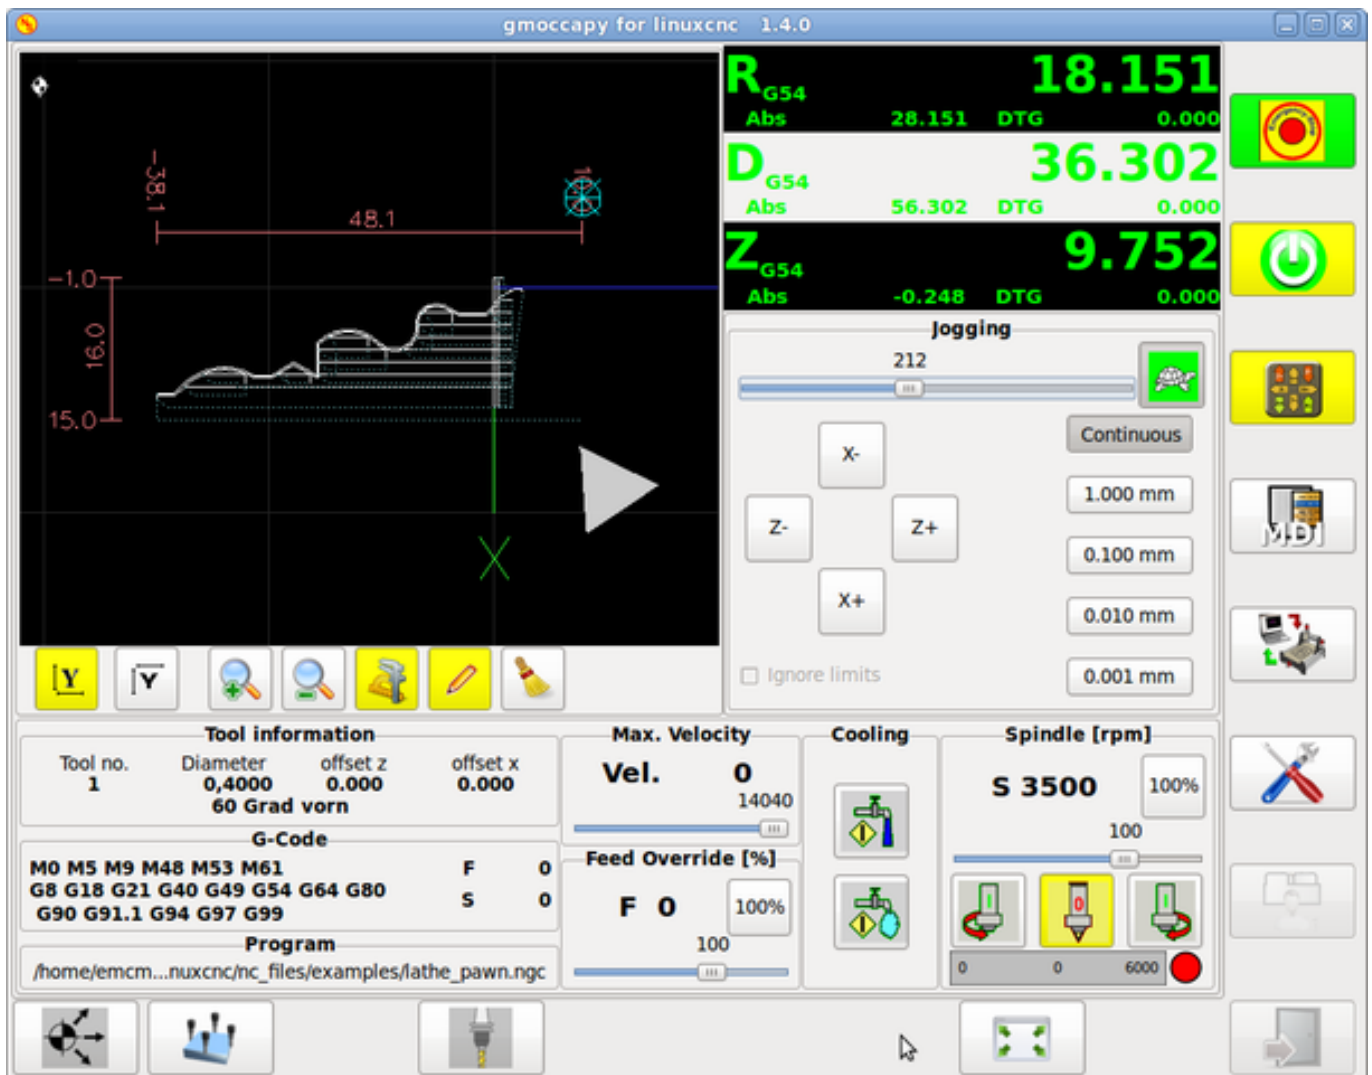 gmoccapy for linuxcnc 1.4.0
R G54 18.151
Abs 28.151 DTG 0.000
D G54 36.302
Abs 56.302 DTG 0.000
Z G54 9.752
Abs -0.248 DTG 0.000
-38.1
48.1
-1.0
16.0
15.0
X
Jogging
212
Continuous
X-
1.000 mm
Z- Z+
0.100 mm
X+
0.010 mm
Ignore limits
0.001 mm
Y Y
MDI
Tool information
Tool no. Diameter offset z offset x
1 0,4000 0.000 0.000
60 Grad vorn
G-Code
M0 M5 M9 M48 M53 M61 F 0
G8 G18 G21 G40 G49 G54 G64 G80 S 0
G90 G91.1 G94 G97 G99
Program
/home/emcm...nuxcnc/nc_files/examples/lathe_pawn.ngc
Max. Velocity
Vel. 0
14040
Feed Override [%]
F 0 100%
100
Cooling
Spindle [rpm]
S 3500 100%
100
I 0 I
0 0 6000